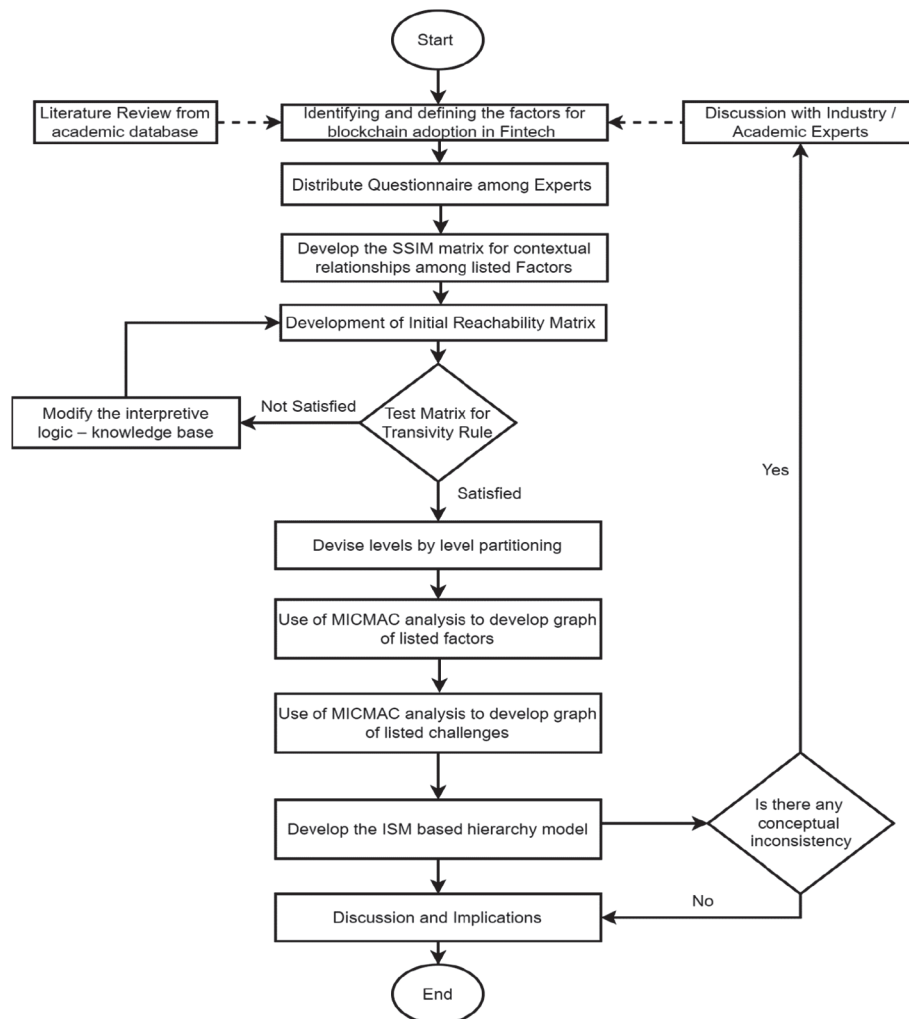 Start
Literature Review from
academic database
Identifying and defining the factors for
blockchain adoption in Fintech
Discussion with Industry /
Academic Experts
Distribute Questionnaire among Experts
Develop the SSIM matrix for contextual
relationships among listed Factors
Development of Initial Reachability Matrix
Modify the interpretive
logic – knowledge base
Not Satisfied
Test Matrix for
Transivity Rule
Yes
Satisfied
Devise levels by level partitioning
Use of MICMAC analysis to develop graph
of listed factors
Use of MICMAC analysis to develop graph
of listed challenges
Develop the ISM based hierarchy model
Is there any
conceptual
inconsistency
No
Discussion and Implications
End